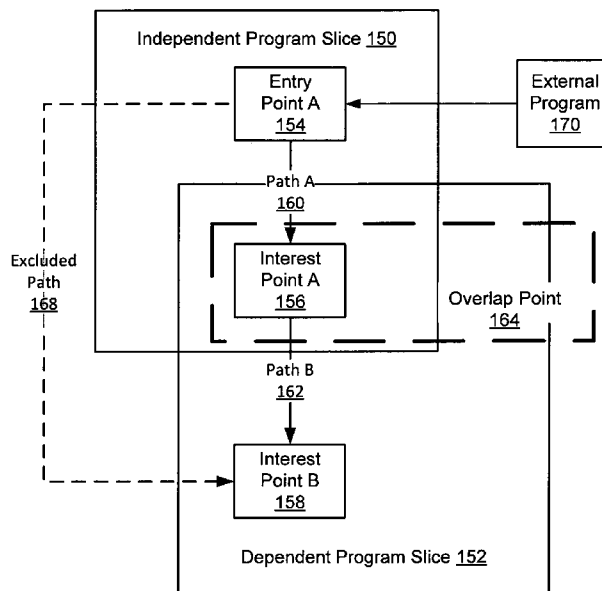 Independent Program Slice 150
Entry
Point A
154
External
Program
170
Path A
160
Interest
Point A
156
Excluded
Path
168
Overlap Point
164
Path B
162
Interest
Point B
158
Dependent Program Slice 152